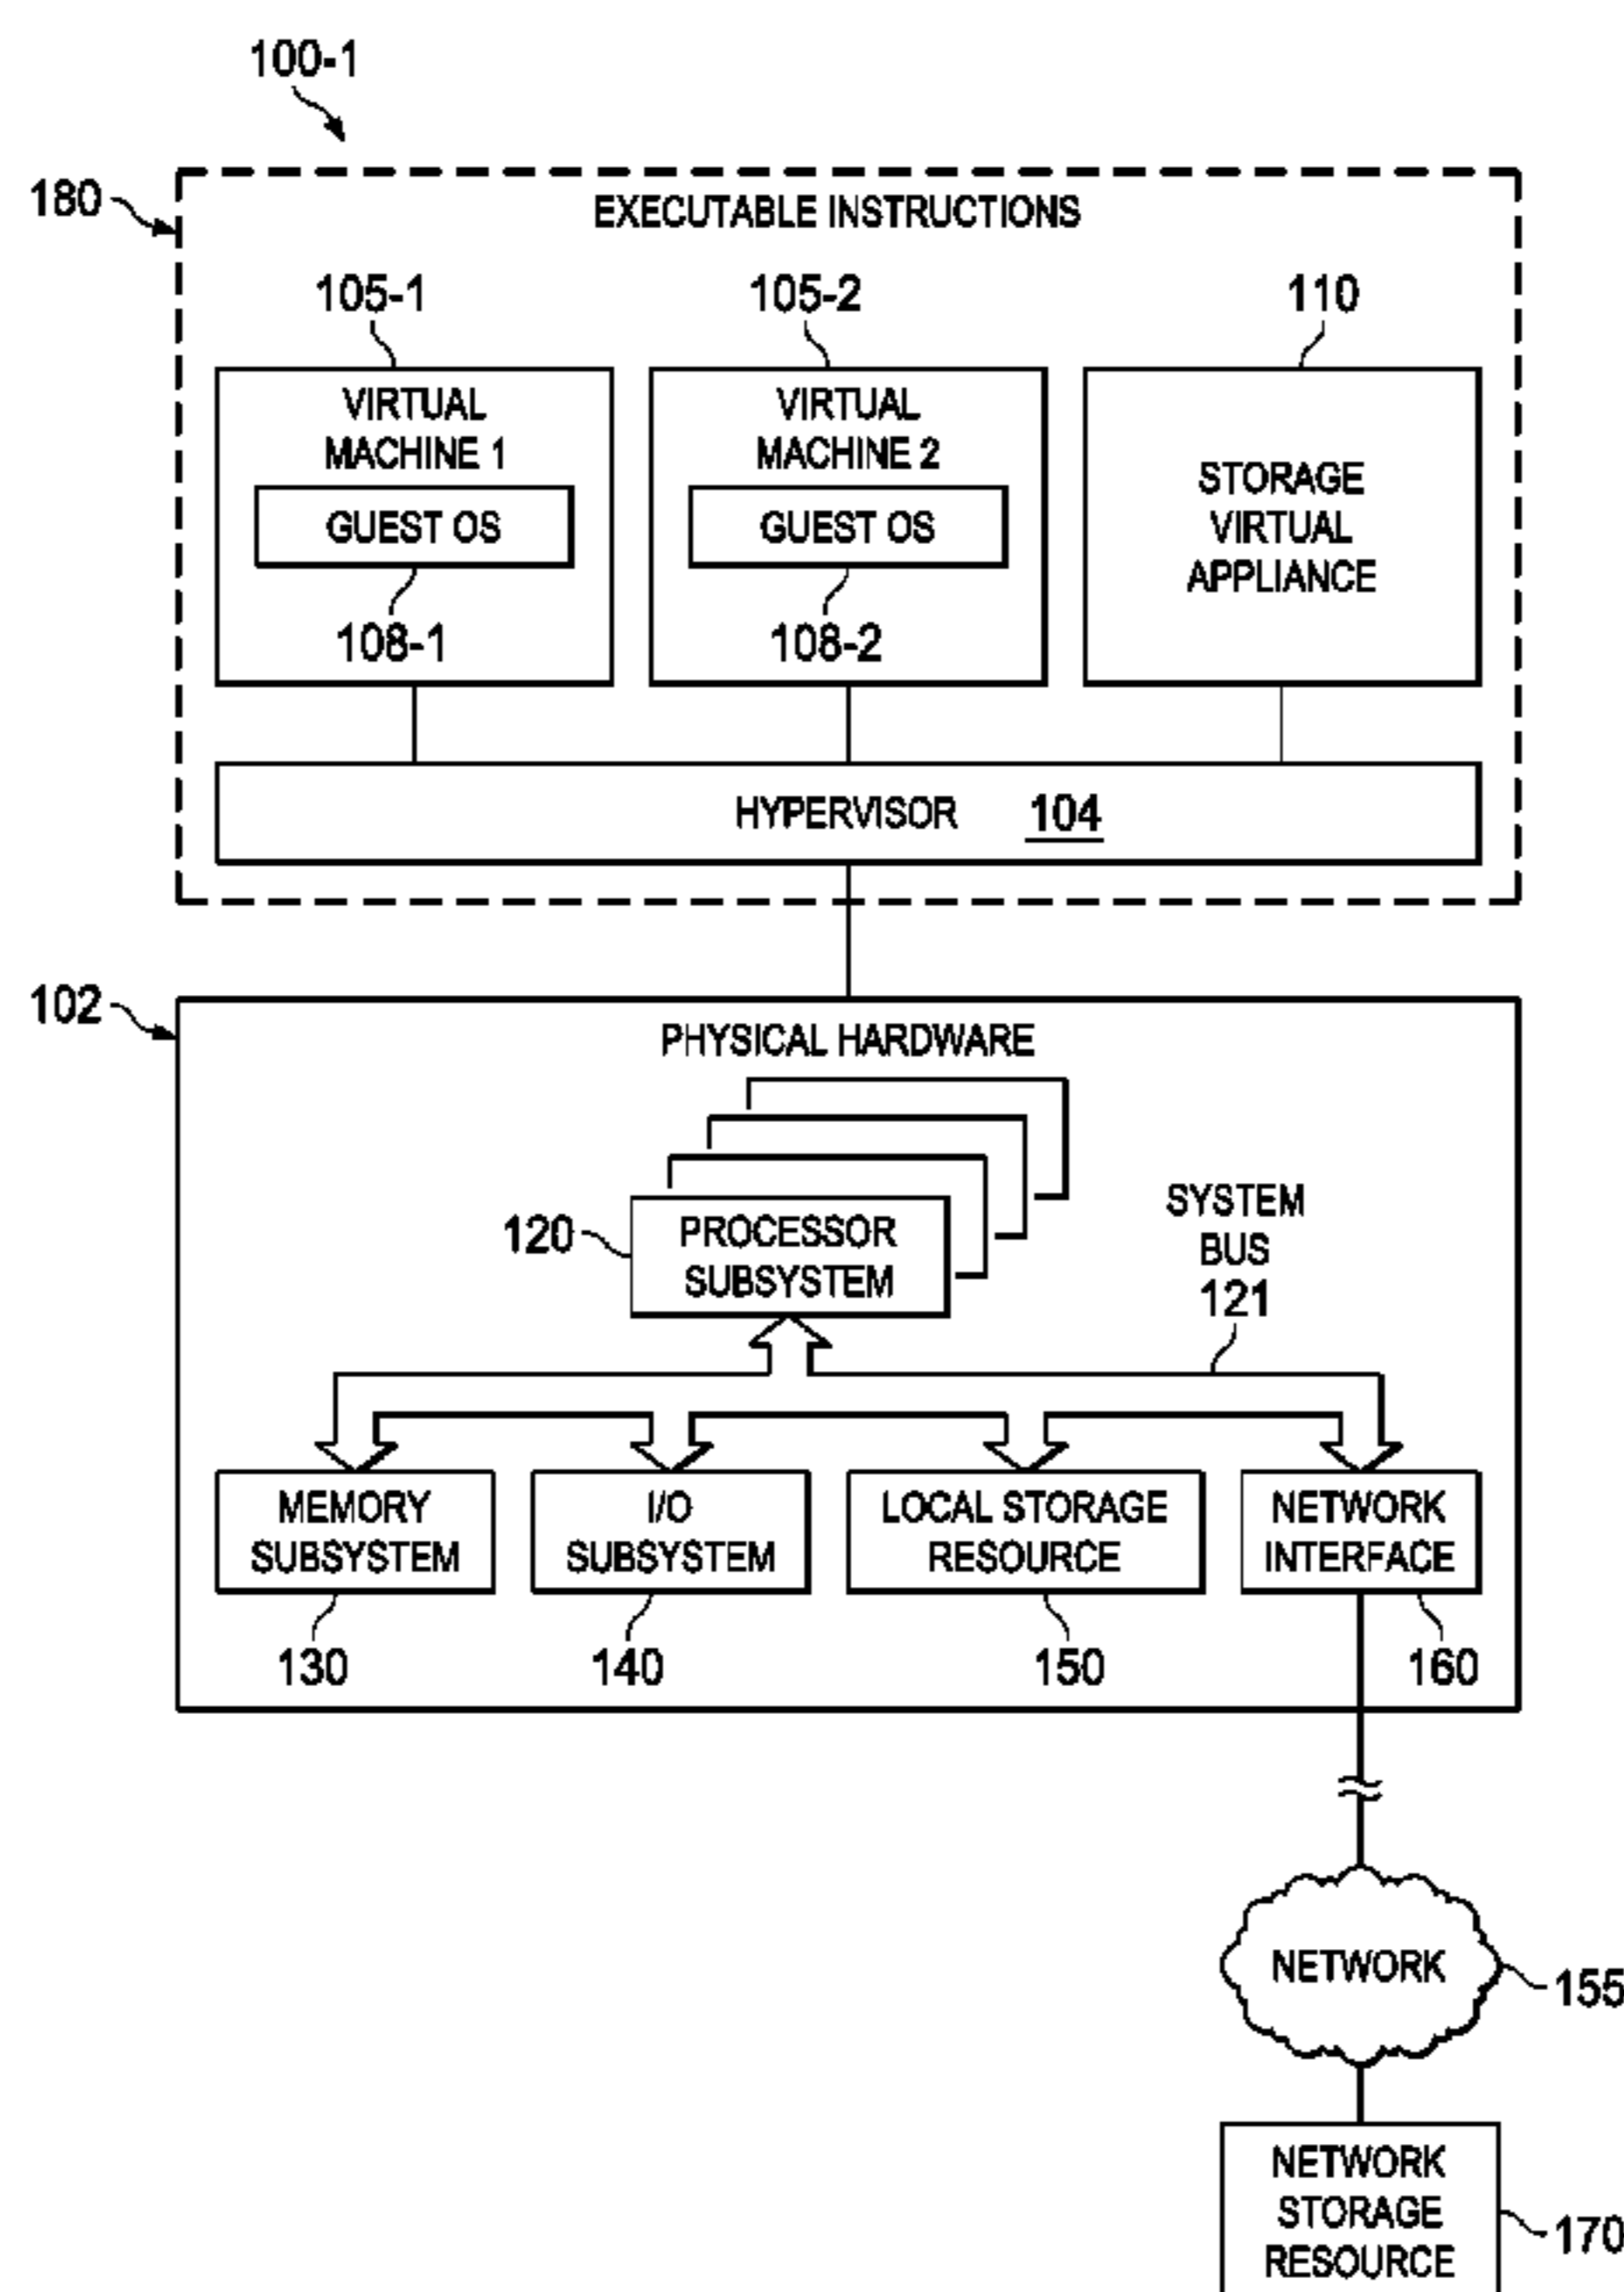 100-1
180
EXECUTABLE INSTRUCTIONS
105-1
105-2
110
VIRTUAL
MACHINE 1
GUEST OS
108-1
VIRTUAL
MACHINE 2
GUEST OS
108-2
STORAGE
VIRTUAL
APPLIANCE
HYPERVISOR 104
102
PHYSICAL HARDWARE
120
PROCESSOR
SUBSYSTEM
SYSTEM
BUS
121
MEMORY
SUBSYSTEM
I/O
SUBSYSTEM
LOCAL STORAGE
RESOURCE
NETWORK
INTERFACE
130
140
150
160
NETWORK
155
NETWORK
STORAGE
RESOURCE
170